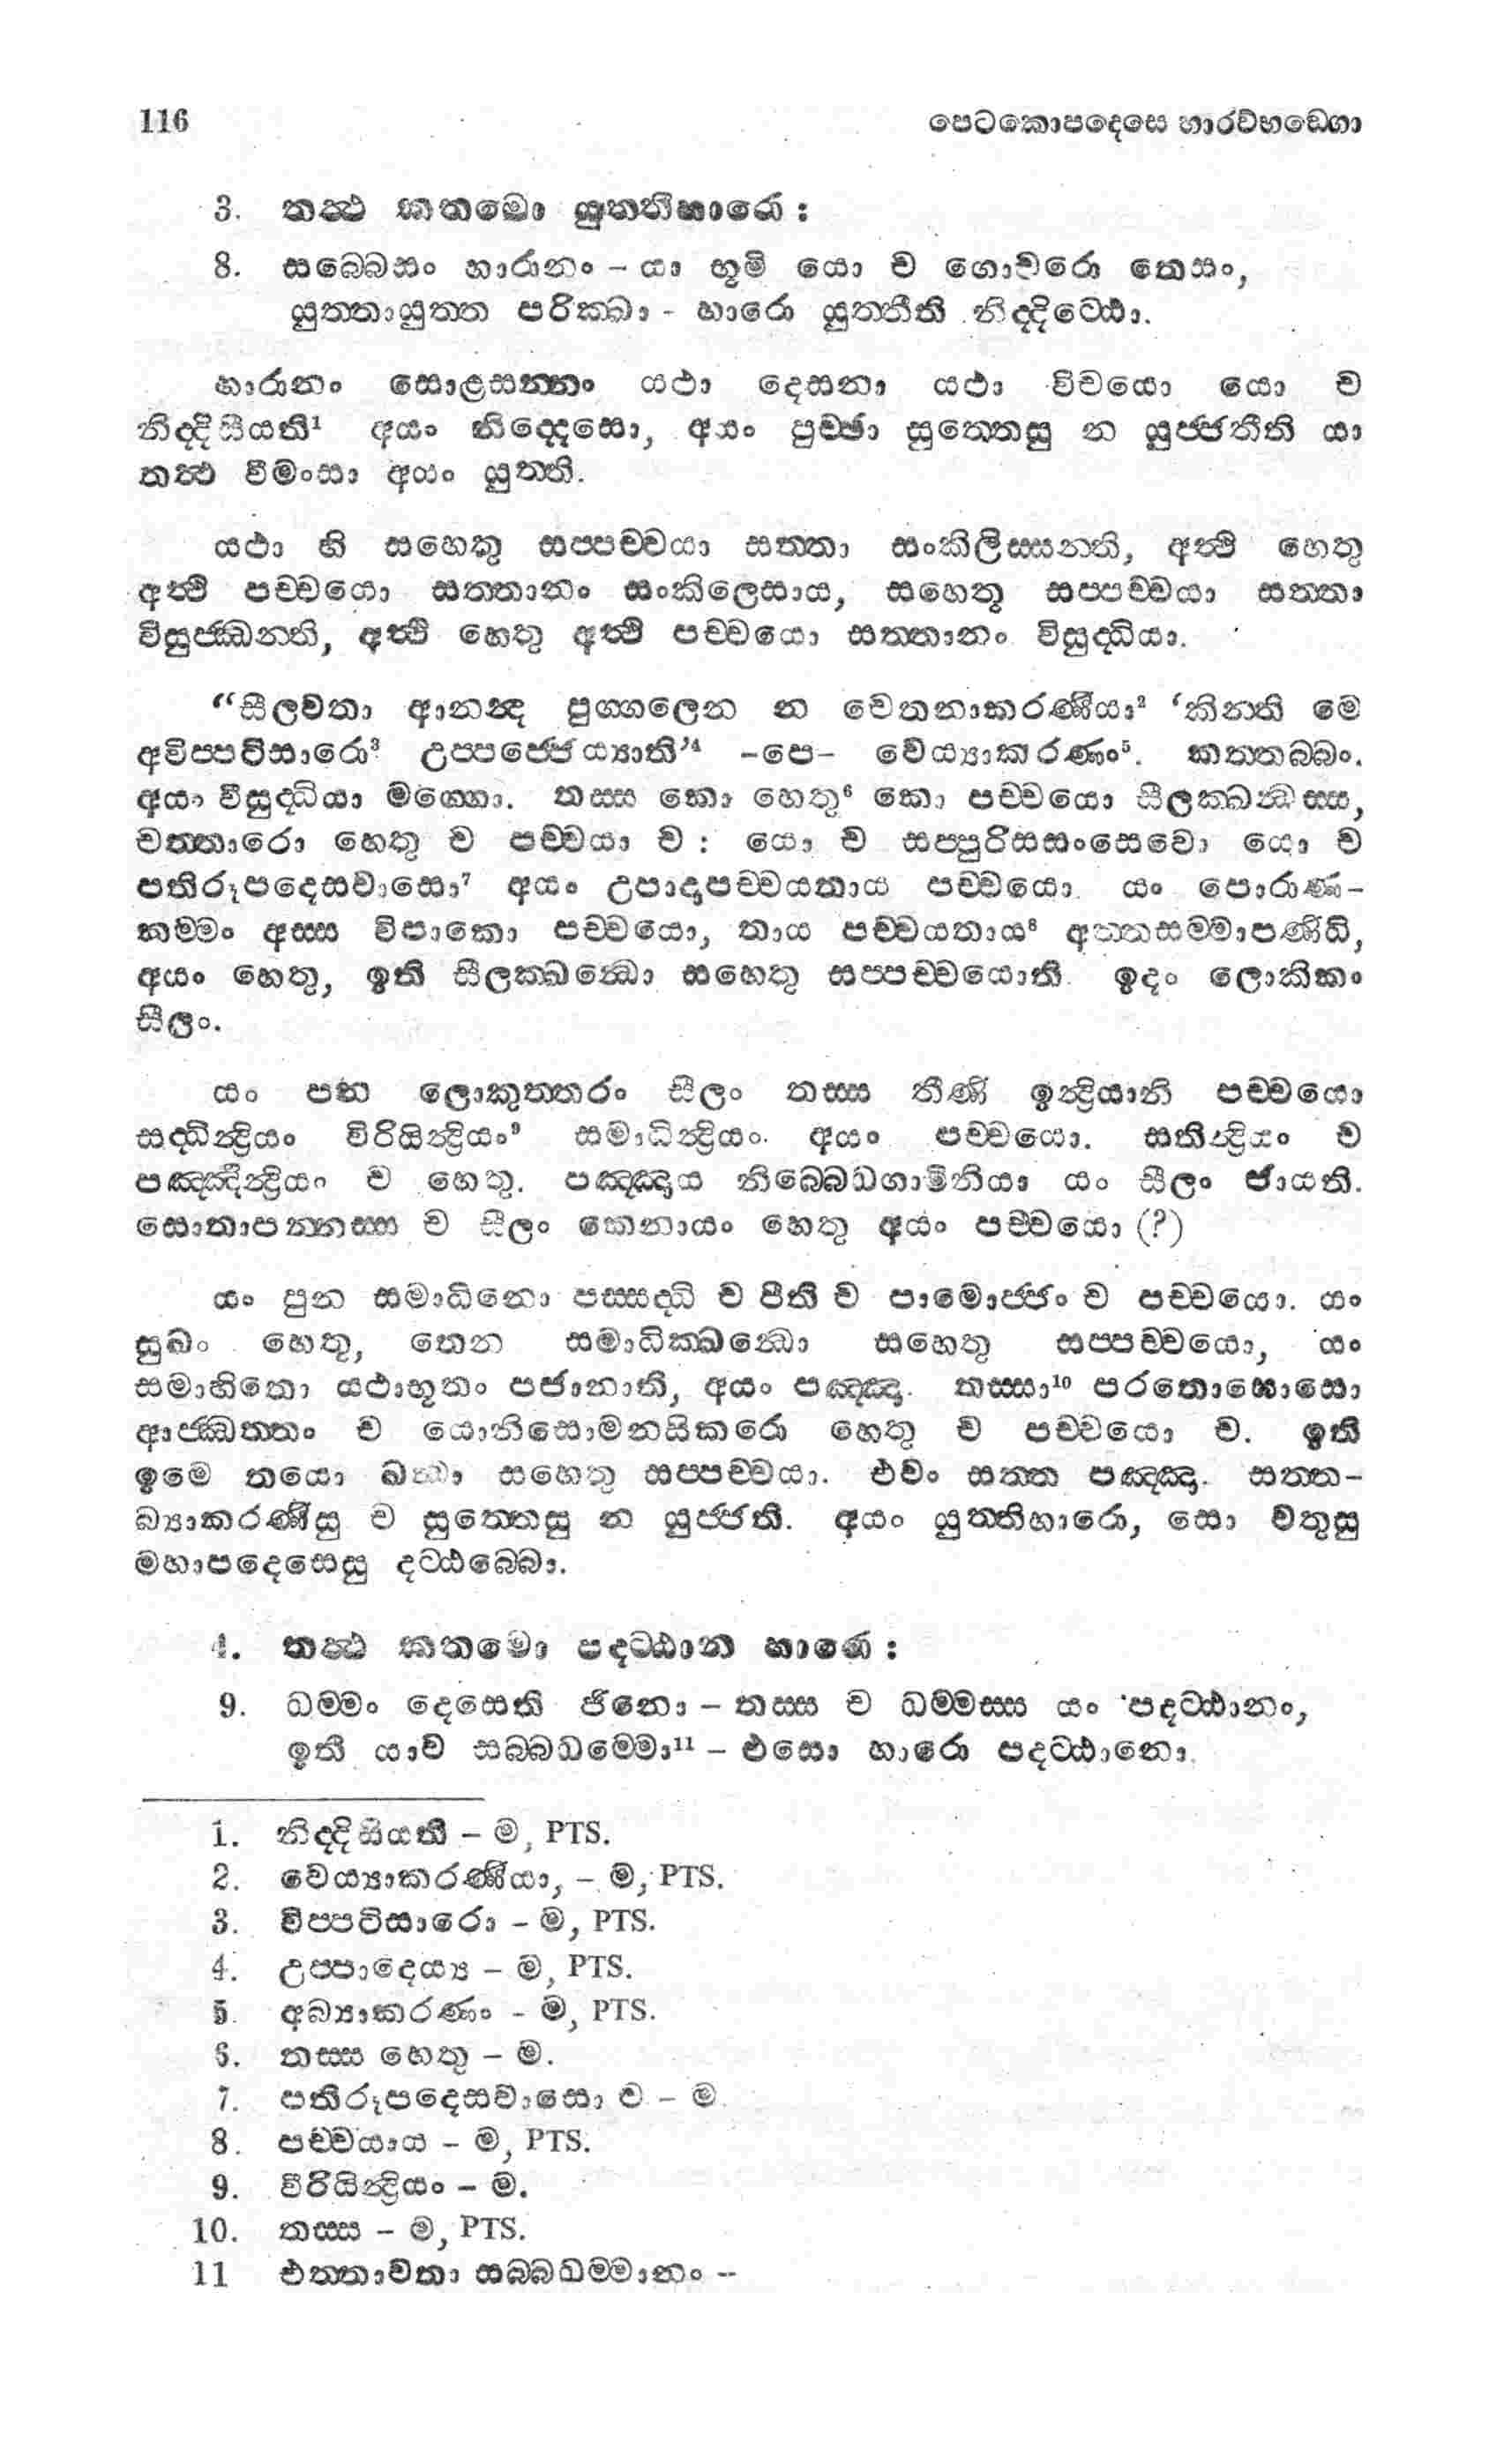 116 පෙටකොපදෙසෙ හාරවිභඞ්ගො
3. තත්‍ථ කතමො යුත්තිහාරො :
8. සබ්බෙසං හාරානං – යා භූමි යො ච ගොචරො තෙසං,
යුත්තායුත්ත පරික්ඛා - හාරො යුත්තීති නිද්දිට්ඨො.
හාරානං සොළසන්නං යථා දෙසනා යථා විචයො යො ච
නිද්දිසීයති¹ අයං නිද්දෙසො, අයං පුච්ඡා සුත්තෙසු න යුජ්ජතීති යා
තත්‍ථ වීමංසා අයං යුත්ති.
යථා හි සහෙතු සප්පච්චයා සත්තා සංකිලිස්සන්ති, අත්‍ථි හෙතු
අත්‍ථි පච්චයො සත්තානං සංකිලෙසාය, සහෙතූ සප්පච්චයා සත්තා
විසුජ්ඣන්ති, අත්‍ථි හෙතු අත්‍ථි පච්චයො සත්තානං විසුද්ධියා.
“සීලවතා ආනන්‍ද පුග්ගලෙන න චෙතනාකරණීයා² ‘කින්ති මෙ
අවිප්පටිසාරො³ උප්පජ්ජෙය්‍යාති’⁴ –පෙ– වෙය්‍යාකරණං⁵. කත්තබ්බං.
අයං විසුද්ධියා මග්ගො. තස්ස කො හෙතු⁶ කො පච්චයො සීලක්ඛන්‍ධස්ස,
චත්තාරො හෙතු ච පච්චයා ච : යො ච සප්පුරිසසංසෙවො යො ච
පතිරූපදෙසවාසො⁷ අයං උපාදාපච්චයතාය පච්චයො. යං පොරාණ–
කම්මං අස්ස විපාකො පච්චයො, තාය පච්චයතාය⁸ අත්තසම්මාපණිධි,
අයං හෙතු, ඉති සීලක්ඛන්‍ධො සහෙතු සප්පච්චයොති. ඉදං ලොකිකං
සීලං.
යං පන ලොකුත්තරං සීලං තස්ස තීණි ඉන්‍ද්‍රියානි පච්චයො
සද්ධින්‍ද්‍රියං විරියින්‍ද්‍රියං⁹ සමාධින්‍ද්‍රියං. අයං පච්චයො. සතින්‍ද්‍රියං ච
පඤ්ඤින්‍ද්‍රියං ච හෙතු. පඤ්ඤාය නිබ්බෙධගාමිනියා යං සීලං ජායති.
සොතාපන්නස්ස ච සීලං තෙනායං හෙතු අයං පච්චයො (?)
යං පුන සමාධිනො පස්සද්ධි ච පීති ච පාමොජ්ජං ච පච්චයො. යං
සුඛං හෙතු, තෙන සමාධික්ඛන්‍ධො සහෙතු සප්පච්චයො, යං
සමාහිතො යථාභූතං පජානාති, අයං පඤ්ඤා. තස්සා¹⁰ පරතොඝොසො
අජ්ඣත්තං ච යොනිසොමනසිකාරො හෙතු ච පච්චයො ච. ඉති
ඉමෙ තයො ඛන්‍ධා සහෙතු සප්පච්චයා. එවං සත්ත පඤ්ඤා. සත්ත–
බ්‍යාකරණීසු ච සුත්තෙසු න යුජ්ජති. අයං යුත්තිහාරො, සො චතුසු
මහාපදෙසෙසු දට්ඨබ්බො.
4. තත්‍ථ කතමො පදට්ඨාන හාරො :
9. ධම්මං දෙසෙති ජිනො – තස්ස ච ධම්මස්ස යං පදට්ඨානං,
ඉති යාව සබ්බධම්මා¹¹ – එසො හාරො පදට්ඨානො.
1. නිද්දිසියති – ම, PTS.
2. වෙය්‍යාකරණීයා, – ම, PTS.
3. විප්පටිසාරො – ම, PTS.
4. උප්පාදෙය්‍ය – ම, PTS.
5. අබ්‍යාකරණං - ම, PTS.
6. තස්ස හෙතු – ම.
7. පතිරූපදෙසවාසො ච – ම.
8. පච්චයාය – ම, PTS.
9. වීරියින්‍ද්‍රියං – ම.
10. තස්ස – ම, PTS.
11 එත්තාවතා සබ්බධම්මානං --